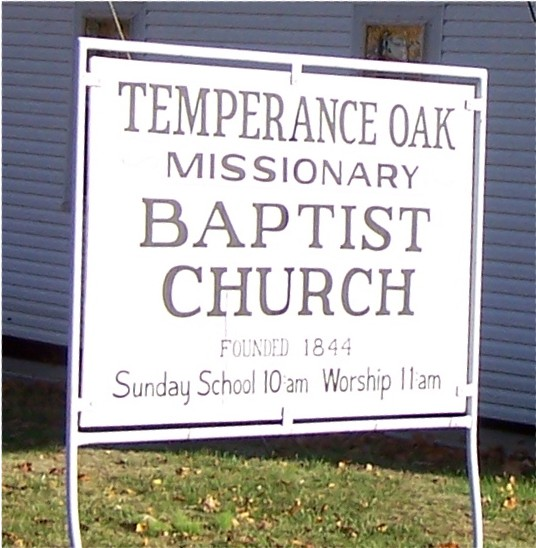 TEMPERANCE OAK
MISSIONARY
BAPTIST
CHURCH
FOUNDED 1844
Sunday School 10:am Worship 11:am